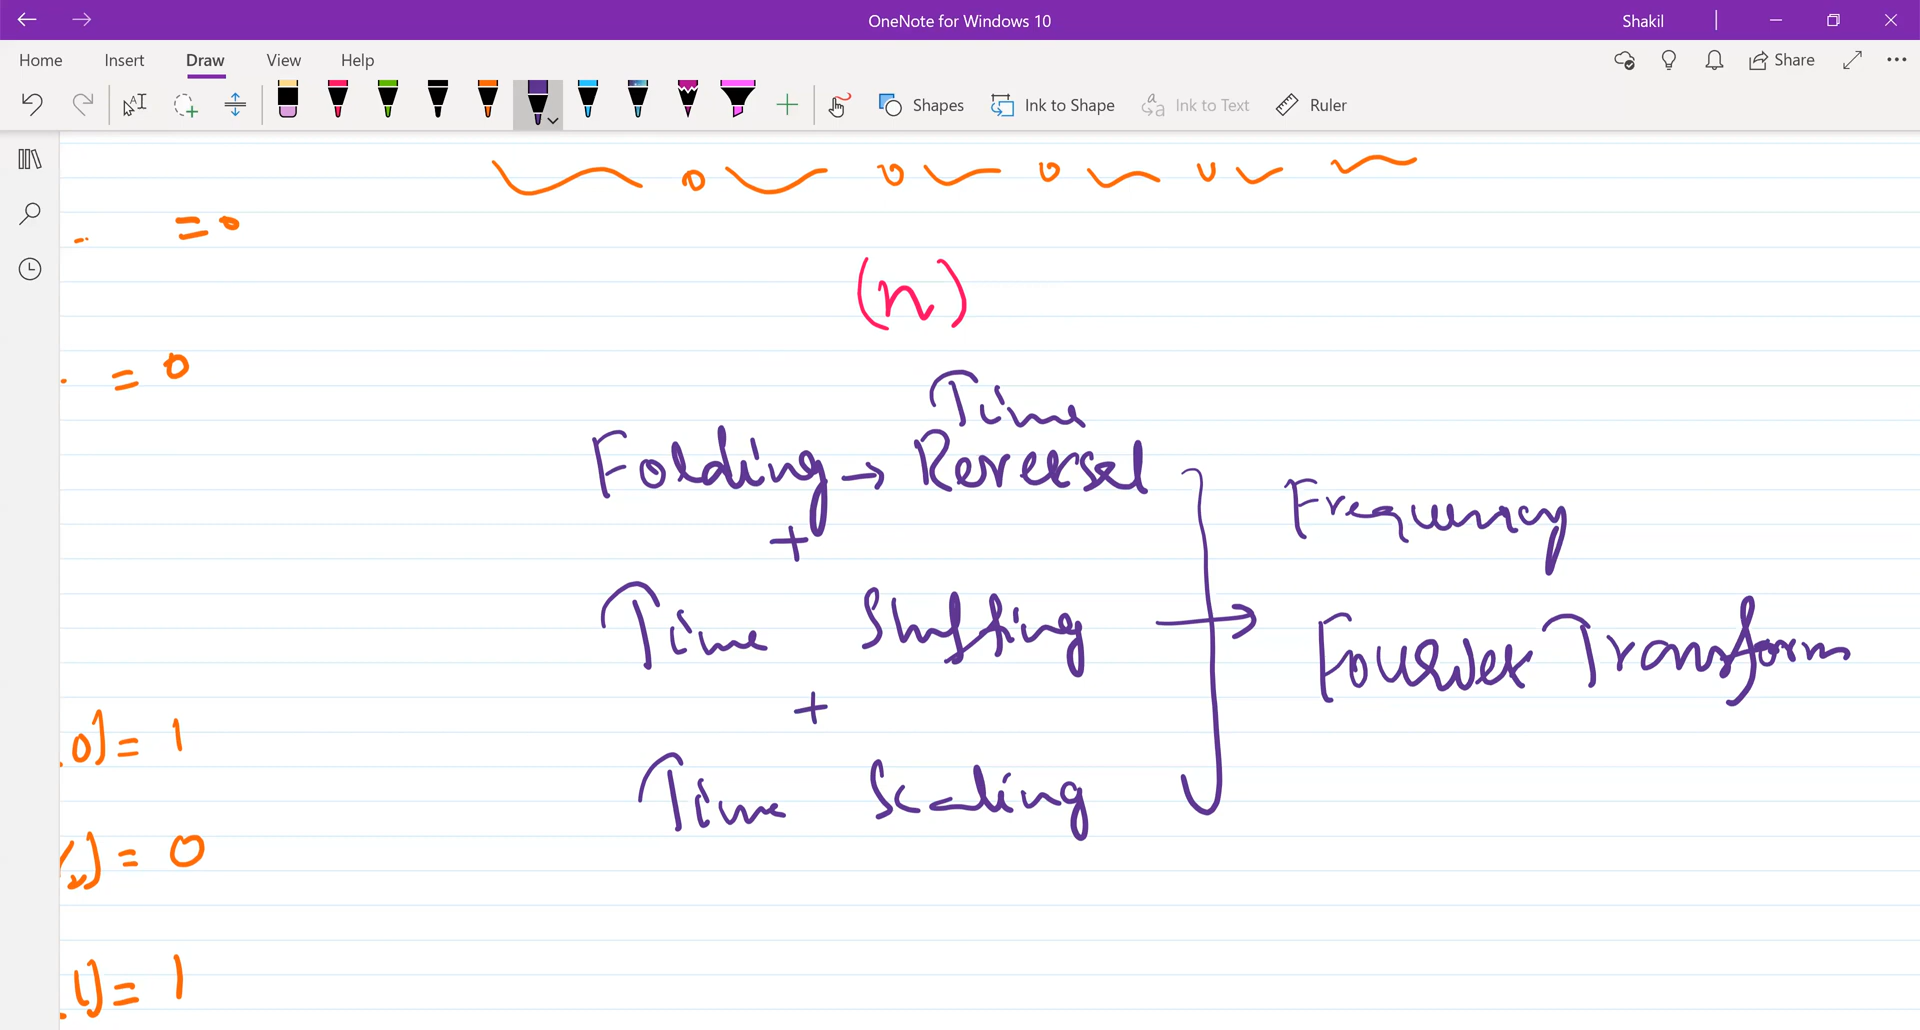 OneNote for Windows 10
Shakil
Home Insert Draw View Help
Share
Shapes Ink to Shape Ink to Text Ruler
o o o u
= 0
(n)
= 0
Time
Folding → Reversal
+
Frequency
Time Shifting →
Fourier Transform
+
0] = 1
Time Scaling
] = 0
1] = 1